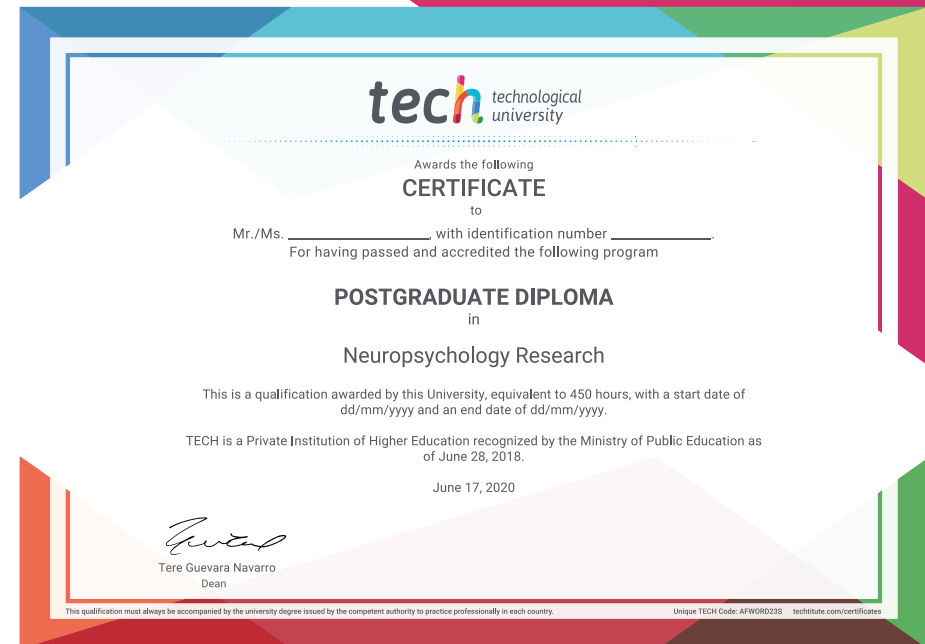 tech technological
university
Awards the following
CERTIFICATE
to
Mr./Ms. ____________________, with identification number ______________.
For having passed and accredited the following program
POSTGRADUATE DIPLOMA
in
Neuropsychology Research
This is a qualification awarded by this University, equivalent to 450 hours, with a start date of
dd/mm/yyyy and an end date of dd/mm/yyyy.
TECH is a Private Institution of Higher Education recognized by the Ministry of Public Education as
of June 28, 2018.
June 17, 2020
Tere Guevara Navarro
Dean
This qualification must always be accompanied by the university degree issued by the competent authority to practice professionally in each country. Unique TECH Code: AFWORD23S techtitute.com/certificates